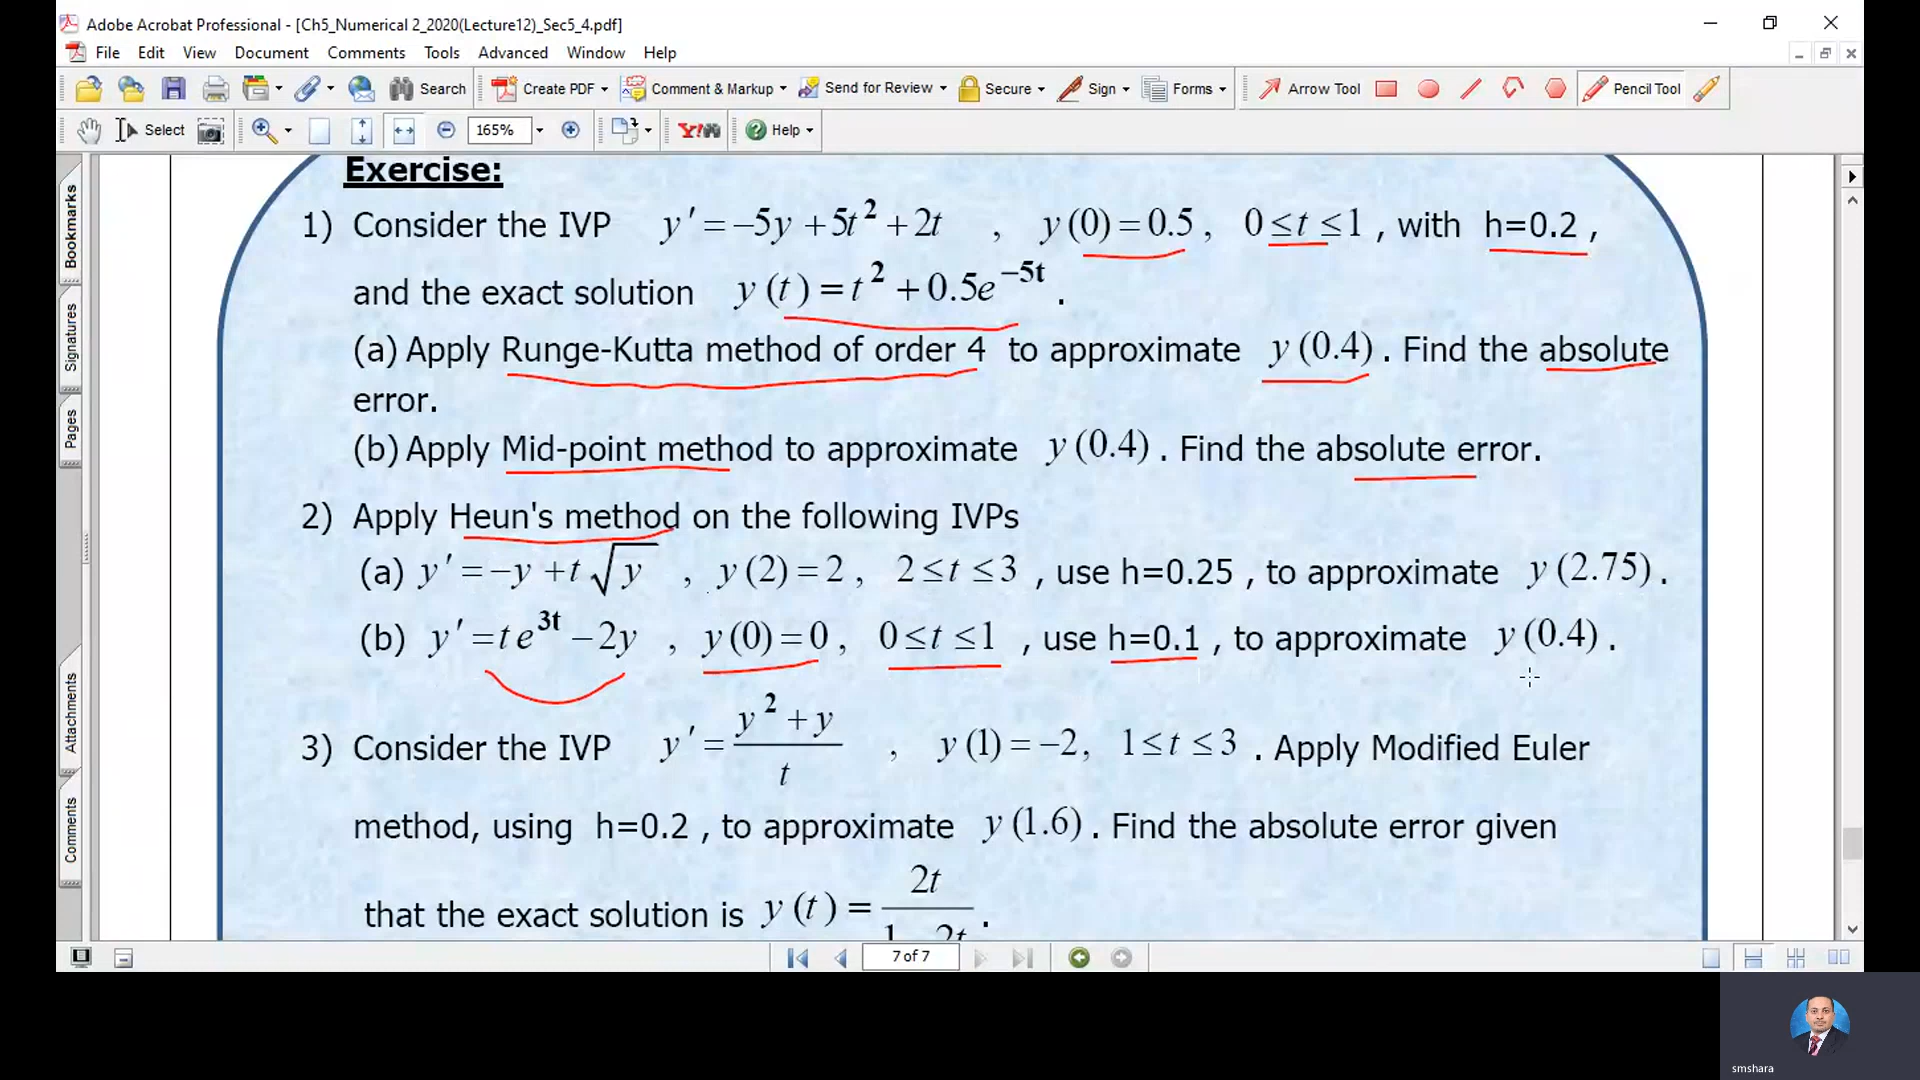 Adobe Acrobat Professional - [Ch5_Numerical 2_2020(Lecture12)_Sec5_4.pdf]
File Edit View Document Comments Tools Advanced Window Help
Search Create PDF Comment & Markup Send for Review Secure Sign Forms Arrow Tool Pencil Tool
Select 165% Y! Help
Bookmarks
Signatures
Pages
Attachments
Comments
Exercise:
1) Consider the IVP y′ = −5y + 5t² + 2t , y(0) = 0.5 , 0 ≤ t ≤ 1 , with h=0.2 ,
and the exact solution y(t) = t² + 0.5e^{−5t} .
(a) Apply Runge-Kutta method of order 4 to approximate y(0.4) . Find the absolute
error.
(b) Apply Mid-point method to approximate y(0.4) . Find the absolute error.
2) Apply Heun's method on the following IVPs
(a) y′ = −y + t√y , y(2) = 2 , 2 ≤ t ≤ 3 , use h=0.25 , to approximate y(2.75) .
(b) y′ = te^{3t} − 2y , y(0) = 0 , 0 ≤ t ≤ 1 , use h=0.1 , to approximate y(0.4) .
3) Consider the IVP y′ = (y² + y)/t , y(1) = −2, 1 ≤ t ≤ 3 . Apply Modified Euler
method, using h=0.2 , to approximate y(1.6) . Find the absolute error given
that the exact solution is y(t) = 2t/(1 − 2t) .
7 of 7
smshara